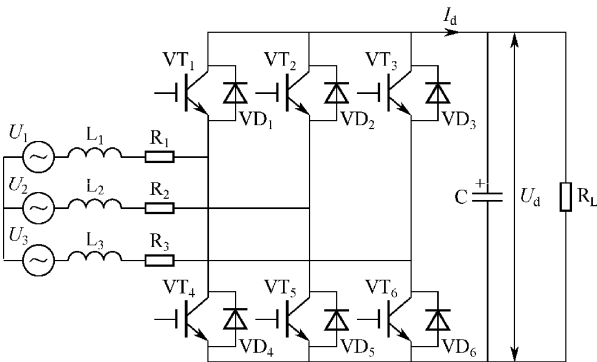 I_d
VT₁ VT₂ VT₃
VD₁ VD₂ VD₃
U₁ L₁ R₁
U₂ L₂ R₂
U₃ L₃ R₃
+
C U_d R_L
VT₄ VT₅ VT₆
VD₄ VD₅ VD₆